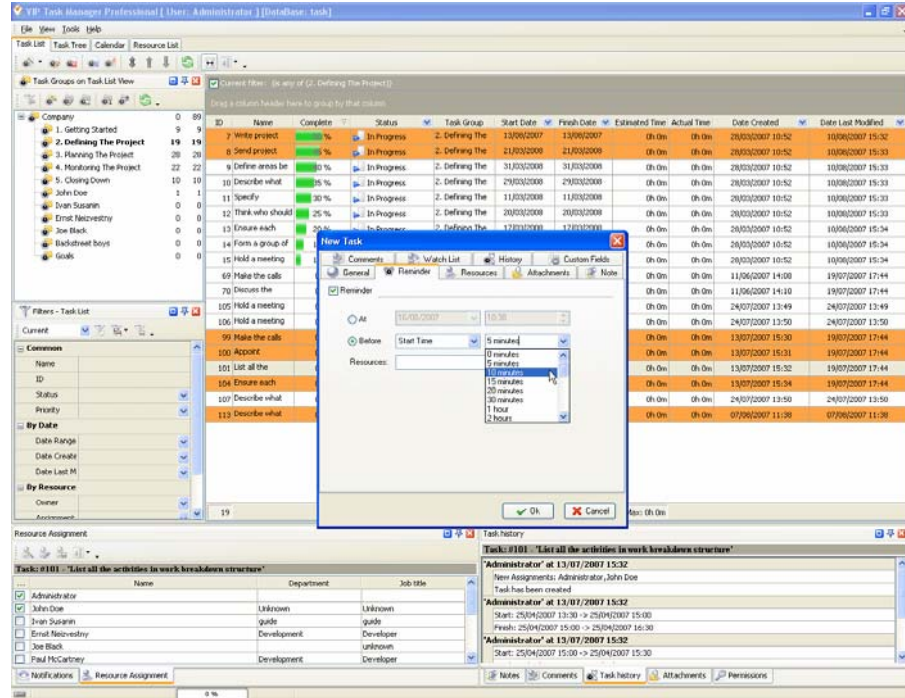 VIP Task Manager Professional [ User: Administrator ] [DataBase: task]
File View Tools Help
Task List Task Tree Calendar Resource List
Task Groups on Task List View
Company 0 89
1. Getting Started 9 9
2. Defining The Project 19 19
3. Planning The Project 28 28
4. Monitoring The Project 22 22
5. Closing Down 10 10
John Doe 1 1
Ivan Susanin 0 0
Ernst Neizvestny 0 0
Joe Black 0 0
Backstreet boys 0 0
Goals 0 0
Filters - Task List
Current
Common
Name
ID
Status
Priority
By Date
Date Range
Date Create
Date Last M
By Resource
Owner
Assignment
Current filter: (is any of (2. Defining The Project))
Drag a column header here to group by that column
ID Name Complete Status Task Group Start Date Finish Date Estimated Time Actual Time Date Created Date Last Modified
7 Write project In Progress 2. Defining The 13/08/2007 13/08/2007 0h 0m 0h 0m 28/03/2007 10:52 10/08/2007 15:32
8 Send project In Progress 2. Defining The 21/03/2008 21/03/2008 0h 0m 0h 0m 28/03/2007 10:52 10/08/2007 15:33
9 Define areas be In Progress 2. Defining The 31/03/2008 31/03/2008 0h 0m 0h 0m 28/03/2007 10:52 10/08/2007 15:33
10 Describe what 35 % In Progress 2. Defining The 29/03/2008 29/03/2008 0h 0m 0h 0m 28/03/2007 10:52 10/08/2007 15:33
11 Specify 30 % In Progress 2. Defining The 11/03/2008 11/03/2008 0h 0m 0h 0m 28/03/2007 10:52 10/08/2007 15:33
12 Think who should 25 % In Progress 2. Defining The 20/03/2008 20/03/2008 0h 0m 0h 0m 28/03/2007 10:52 10/08/2007 15:33
13 Ensure each 20 % In Progress 2. Defining The 17/03/2008 17/03/2008 0h 0m 0h 0m 28/03/2007 10:52 10/08/2007 15:34
14 Form a group of 0h 0m 28/03/2007 10:52 10/08/2007 15:34
15 Hold a meeting 0h 0m 28/03/2007 10:52 10/08/2007 15:34
69 Make the calls 0h 0m 11/06/2007 14:08 19/07/2007 17:44
70 Discuss the 0h 0m 11/06/2007 14:10 19/07/2007 17:44
105 Hold a meeting 0h 0m 24/07/2007 13:49 24/07/2007 13:49
106 Hold a meeting 0h 0m 24/07/2007 13:50 24/07/2007 13:50
99 Make the calls 0h 0m 13/07/2007 15:30 19/07/2007 17:44
100 Appoint 0h 0m 13/07/2007 15:31 19/07/2007 17:44
101 List all the 0h 0m 13/07/2007 15:32 19/07/2007 17:44
104 Ensure each 0h 0m 13/07/2007 15:34 19/07/2007 17:44
107 Describe what 0h 0m 24/07/2007 13:50 24/07/2007 13:50
113 Describe what 0h 0m 07/08/2007 11:38 07/08/2007 11:38
19 Max: 0h 0m
New Task
Comments Watch List History Custom Fields
General Reminder Resources Attachments Note
Reminder
At 16/08/2007 10:38
Before Start Time 5 minutes
Resources:
0 minutes
5 minutes
10 minutes
15 minutes
20 minutes
30 minutes
1 hour
2 hours
Ok Cancel
Resource Assignment
Task: #101 - 'List all the activities in work breakdown structure'
... Name Department Job title
Administrator
John Doe Unknown Unknown
Ivan Susanin guide guide
Ernst Neizvestny Development Developer
Joe Black unknown
Paul McCartney Development Developer
Notifications Resource Assignment
Task history
Task: #101 - 'List all the activities in work breakdown structure'
'Administrator' at 13/07/2007 15:32
New Assignments: Administrator, John Doe
Task has been created
'Administrator' at 13/07/2007 15:32
Start: 25/04/2007 13:30 -> 25/04/2007 15:00
Finish: 25/04/2007 15:00 -> 25/04/2007 16:30
'Administrator' at 13/07/2007 15:32
Start: 25/04/2007 15:00 -> 25/04/2007 15:30
Notes Comments Task history Attachments Permissions
0 %